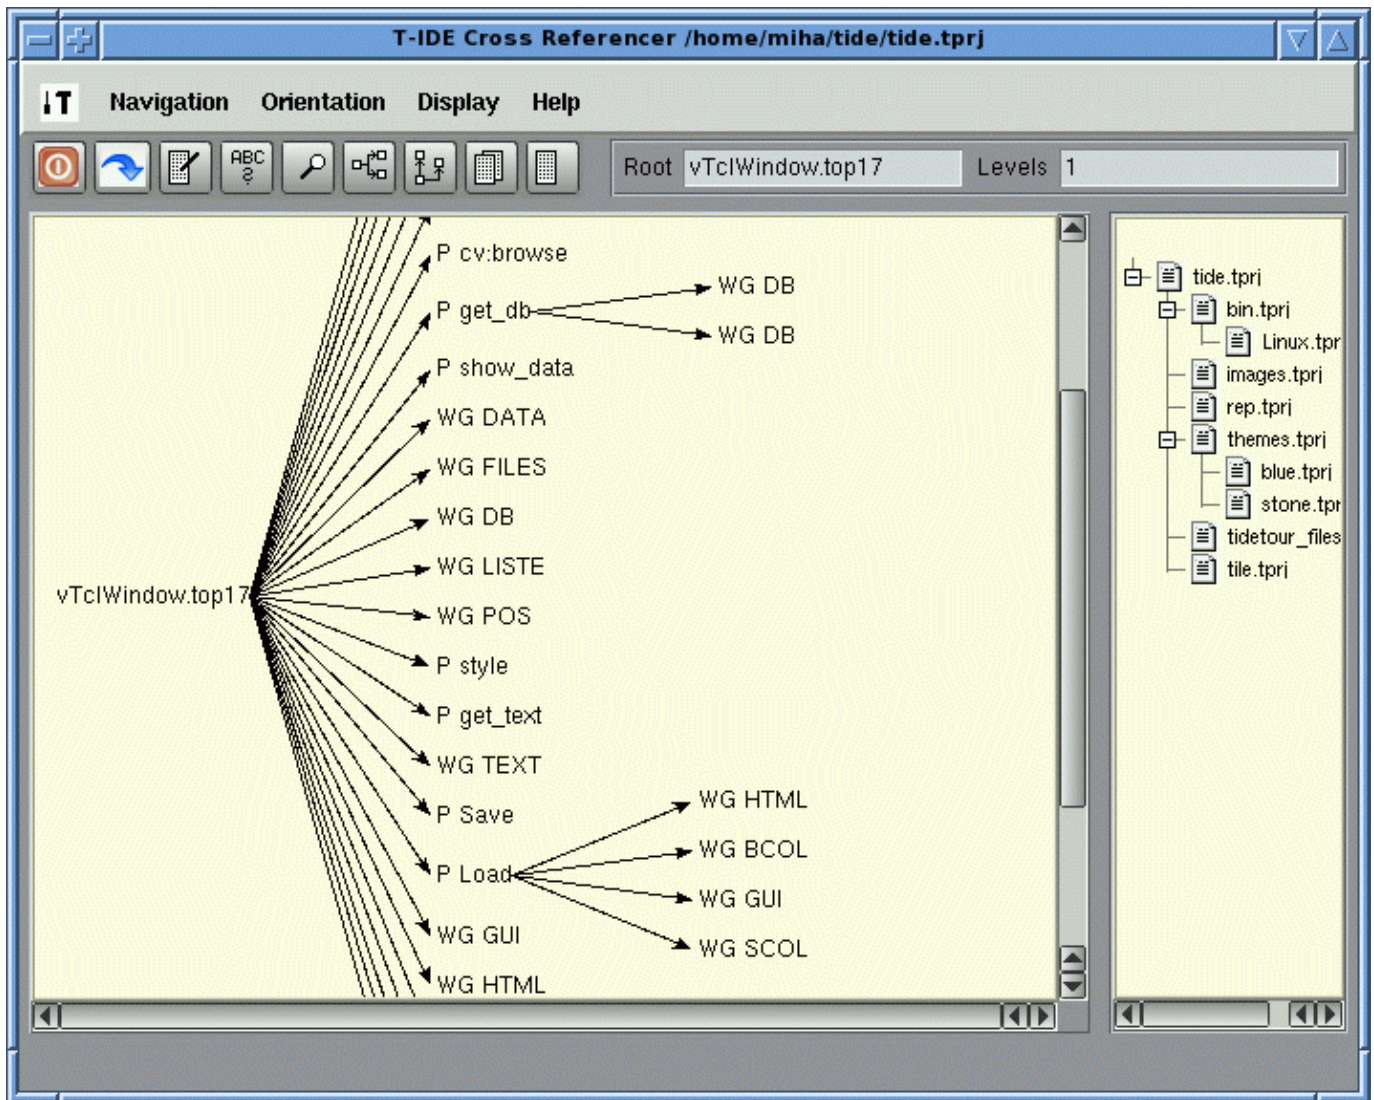 T-IDE Cross Referencer /home/miha/tide/tide.tprj
iT Navigation Orientation Display Help
ABC
?
Root vTclWindow.top17 Levels 1
P cv:browse
P get_db
WG DB
WG DB
P show_data
WG DATA
WG FILES
WG DB
WG LISTE
vTclWindow.top17
WG POS
P style
P get_text
WG TEXT
P Save
P Load
WG HTML
WG BCOL
WG GUI
WG SCOL
WG GUI
WG HTML
tide.tprj
bin.tprj
Linux.tpr
images.tprj
rep.tprj
themes.tprj
blue.tprj
stone.tpr
tidetour_files
tile.tprj